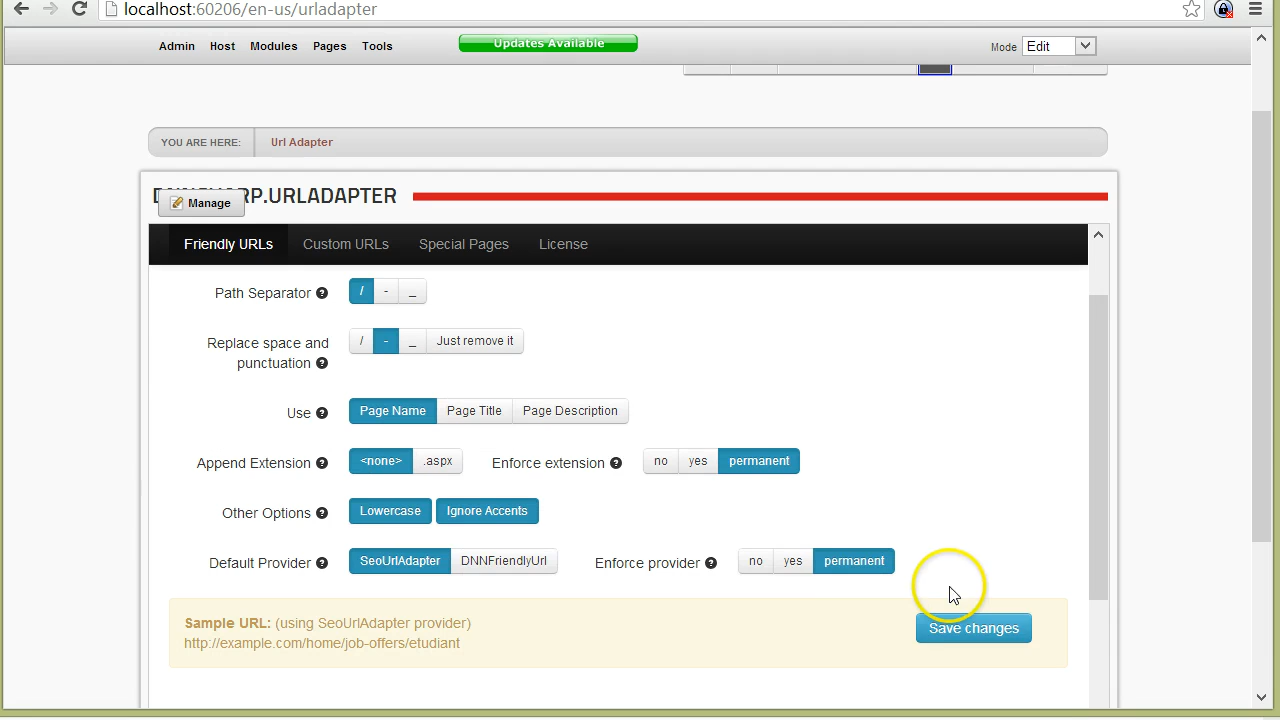 localhost:60206/en-us/urladapter
Admin Host Modules Pages Tools
Updates Available
Mode Edit
YOU ARE HERE: Url Adapter
RP.URLADAPTER
Manage
Friendly URLs Custom URLs Special Pages License
Path Separator ? / - _
Replace space and
punctuation ? / - _ Just remove it
Use ? Page Name Page Title Page Description
Append Extension ? <none> .aspx Enforce extension ? no yes permanent
Other Options ? Lowercase Ignore Accents
Default Provider ? SeoUrlAdapter DNNFriendlyUrl Enforce provider ? no yes permanent
Sample URL: (using SeoUrlAdapter provider)
http://example.com/home/job-offers/etudiant
Save changes